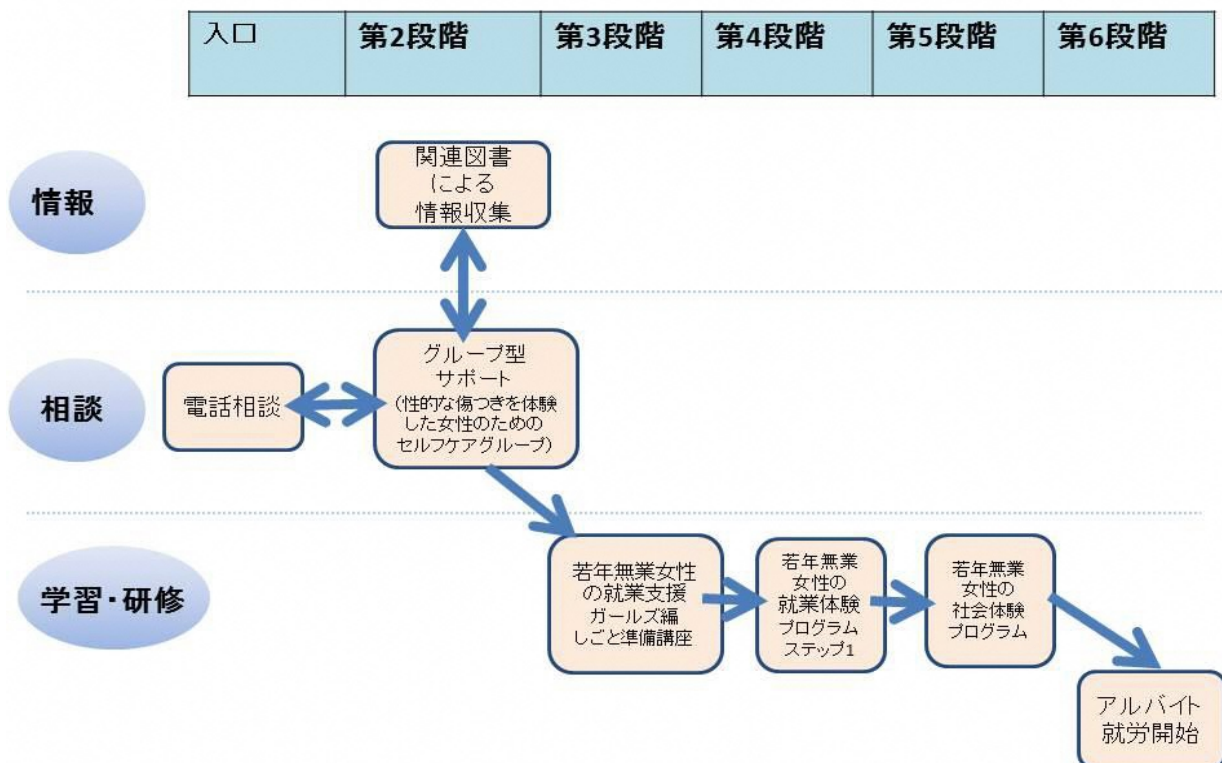 入口 第2段階 第3段階 第4段階 第5段階 第6段階
情報
関連図書
による
情報収集
相談
電話相談
グループ型
サポート
(性的な傷つきを体験
した女性のための
セルフケアグループ)
学習・研修
若年無業女性
の就業支援
ガールズ編
しごと準備講座
若年無業
女性の
就業体験
プログラム
ステップ1
若年無業
女性の
社会体験
プログラム
アルバイト
就労開始